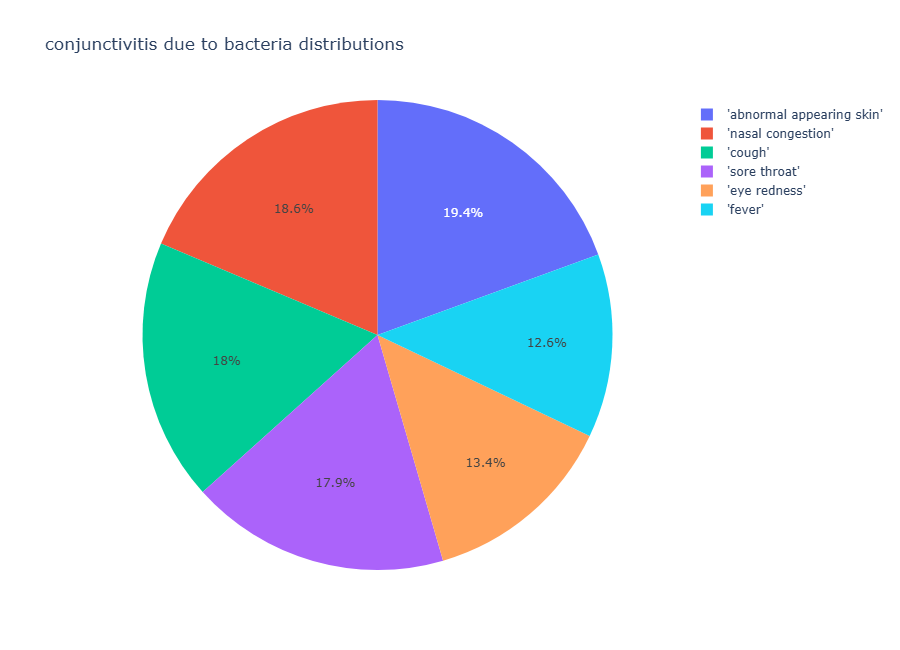 conjunctivitis due to bacteria distributions
'abnormal appearing skin'
'nasal congestion'
'cough'
'sore throat'
'eye redness'
'fever'
18.6%
19.4%
12.6%
18%
13.4%
17.9%